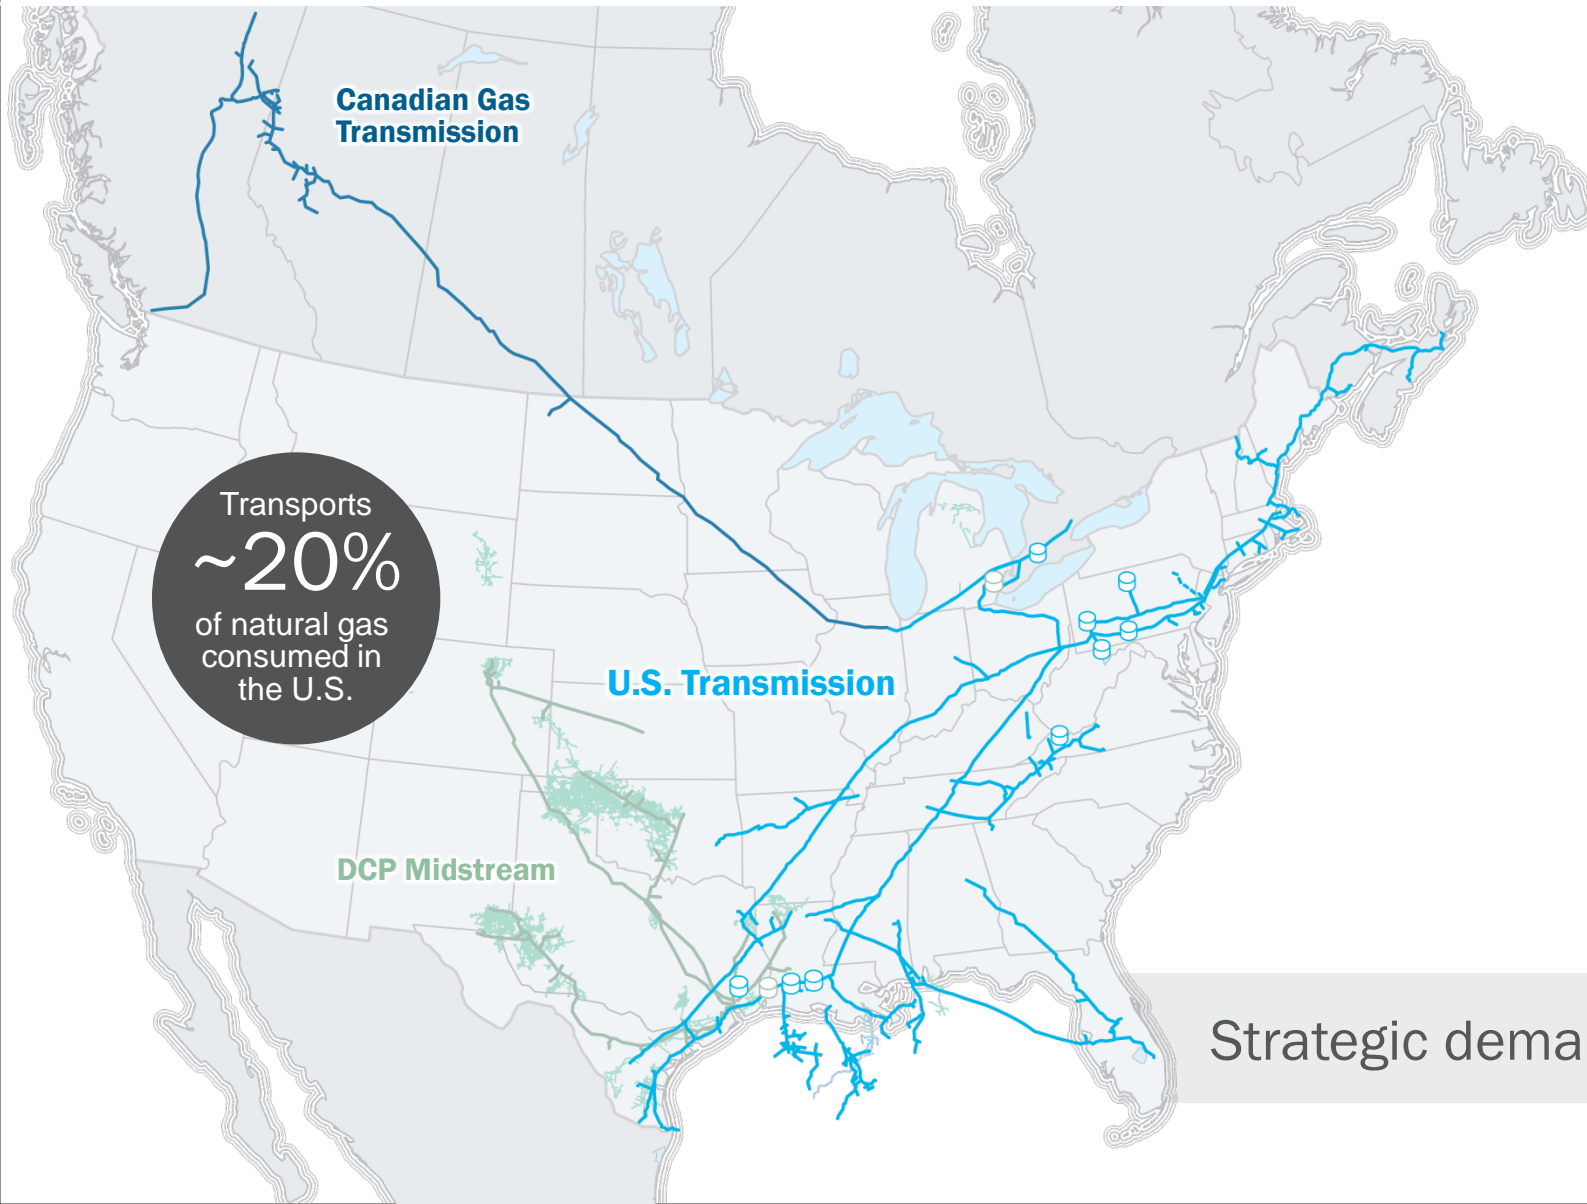 Canadian Gas
Transmission
Transports
~20%
of natural gas
consumed in
the U.S.
U.S. Transmission
DCP Midstream
Strategic dema